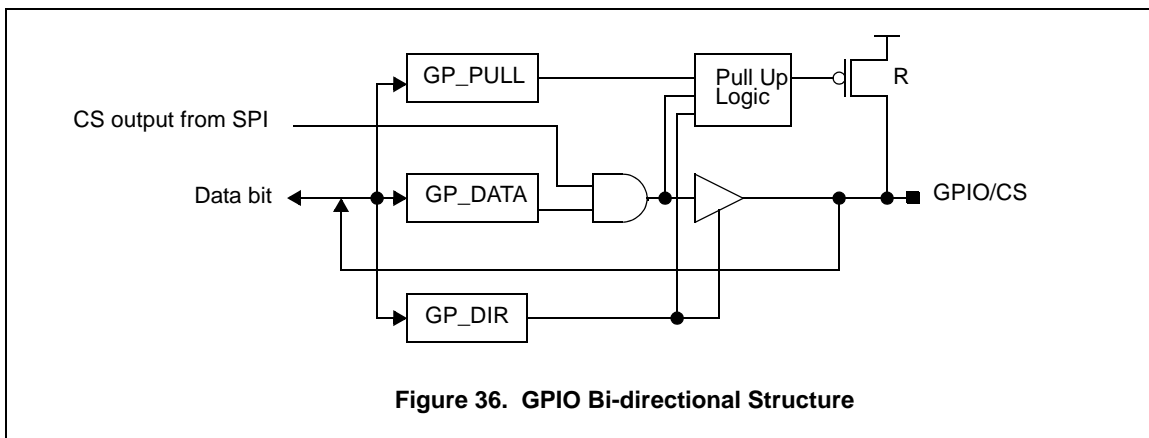 GP_PULL
Pull Up
Logic
R
CS output from SPI
Data bit
GP_DATA
GPIO/CS
GP_DIR
Figure 36. GPIO Bi-directional Structure